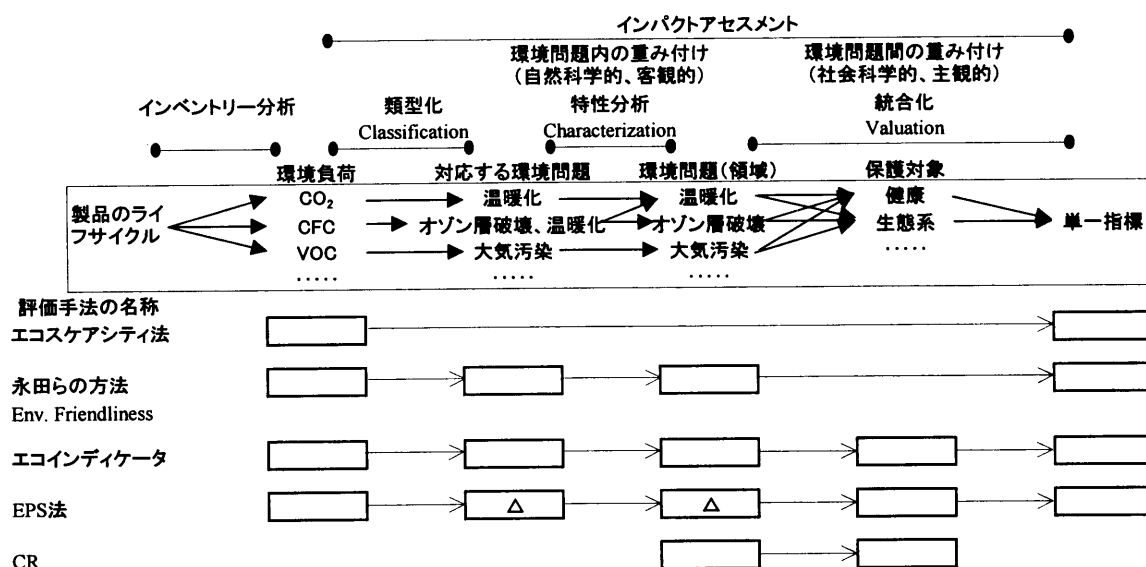 インパクトアセスメント
環境問題内の重み付け 環境問題間の重み付け
(自然科学的、客観的) (社会科学的、主観的)
インベントリー分析 類型化 特性分析 統合化
Classification Characterization Valuation
環境負荷 対応する環境問題 環境問題(領域) 保護対象
CO₂ 温暖化 温暖化 健康
製品のライフサイクル CFC オゾン層破壊、温暖化 オゾン層破壊 生態系 単一指標
VOC 大気汚染 大気汚染 .....
..... ..... .....
評価手法の名称
エコスケアシティ法
永田らの方法
Env. Friendliness
エコインディケータ
EPS法 △ △
CR